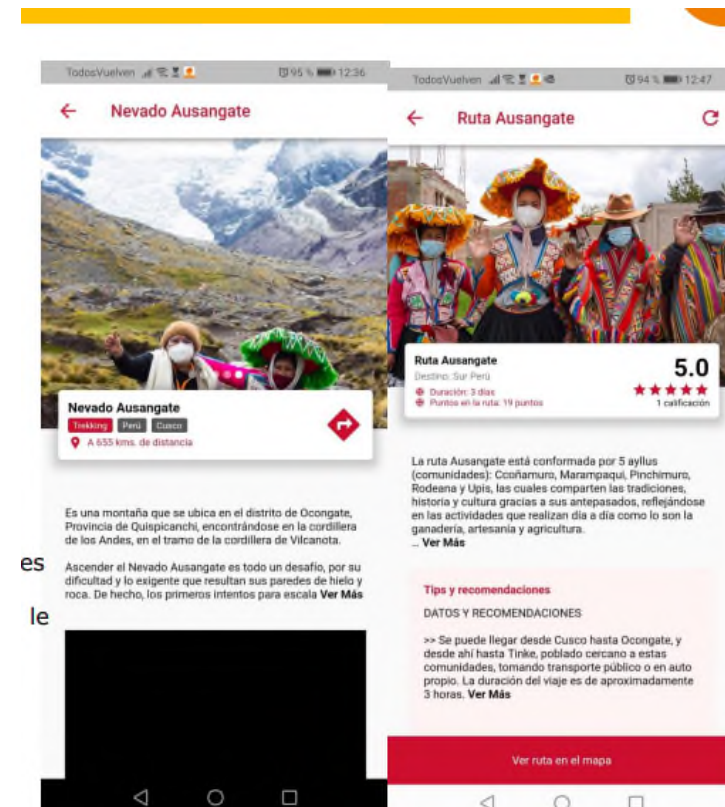 TodosVuelven
95 % 12:36
Nevado Ausangate
Nevado Ausangate
Trekking Perú Cusco
A 655 kms. de distancia
Es una montaña que se ubica en el distrito de Ocongate,
Provincia de Quispicanchi, encontrándose en la cordillera
de los Andes, en el tramo de la cordillera de Vilcanota.
Ascender el Nevado Ausangate es todo un desafío, por su
dificultad y lo exigente que resultan sus paredes de hielo y
roca. De hecho, los primeros intentos para escala Ver Más
es
le
TodosVuelven
94 % 12:47
Ruta Ausangate
Ruta Ausangate
Destino: Sur Perú
Duración: 3 días
Puntos en la ruta: 19 puntos
5.0
1 calificación
La ruta Ausangate está conformada por 5 ayllus
(comunidades): Ccoñamuro, Marampaqui, Pinchimuro,
Rodeana y Upis, las cuales comparten las tradiciones,
historia y cultura gracias a sus antepasados, reflejándose
en las actividades que realizan día a día como lo son la
ganadería, artesanía y agricultura.
... Ver Más
Tips y recomendaciones
DATOS Y RECOMENDACIONES
>> Se puede llegar desde Cusco hasta Ocongate, y
desde ahí hasta Tinke, poblado cercano a estas
comunidades, tomando transporte público o en auto
propio. La duración del viaje es de aproximadamente
3 horas. Ver Más
Ver ruta en el mapa